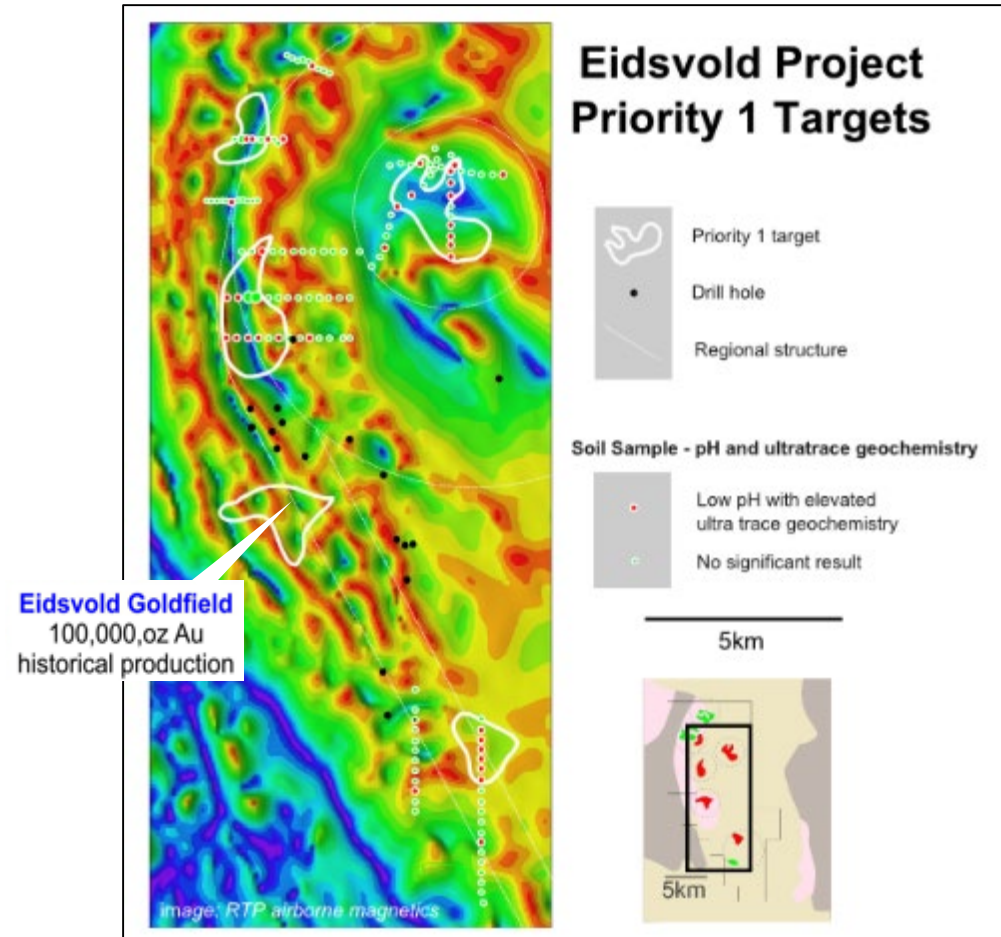 Eidsvold Project
Priority 1 Targets
Priority 1 target
Drill hole
Regional structure
Soil Sample - pH and ultratrace geochemistry
Low pH with elevated
ultra trace geochemistry
No significant result
5km
Eidsvold Goldfield
100,000,oz Au
historical production
5km
image: RTP airborne magnetics